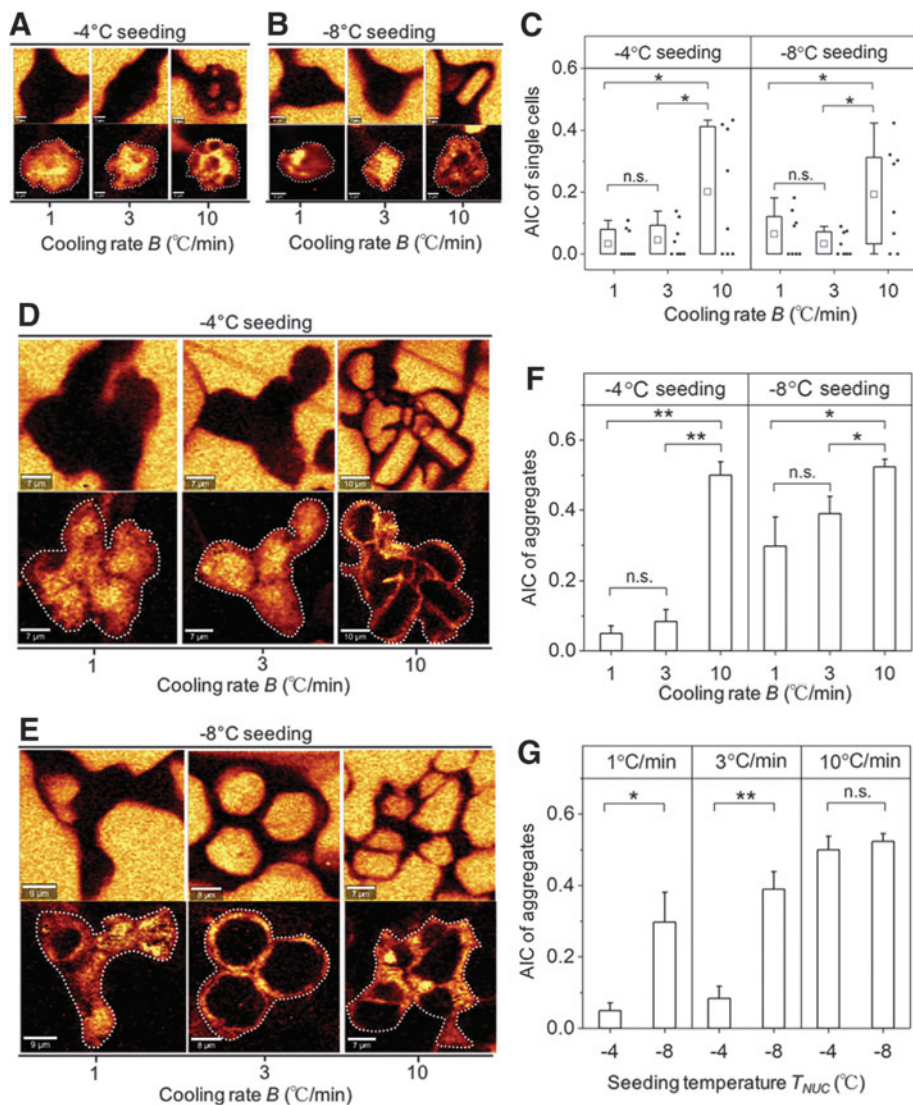 A
-4°C seeding
1 3 10
Cooling rate B (℃/min)
B
-8°C seeding
1 3 10
Cooling rate B (℃/min)
C
-4°C seeding -8°C seeding
AIC of single cells
0.6
0.4
0.2
0.0
* *
* *
n.s. n.s.
1 3 10 1 3 10
Cooling rate B (℃/min)
D
-4°C seeding
7 µm 7 µm 10 µm
7 µm 7 µm 10 µm
1 3 10
Cooling rate B (℃/min)
E
-8°C seeding
9 µm 8 µm 7 µm
9 µm 8 µm 7 µm
1 3 10
Cooling rate B (℃/min)
F
-4°C seeding -8°C seeding
AIC of aggregates
0.6
0.4
0.2
0.0
** *
** *
n.s. n.s.
1 3 10 1 3 10
Cooling rate B (℃/min)
G
1°C/min 3°C/min 10°C/min
AIC of aggregates
0.6
0.4
0.2
0.0
* ** n.s.
-4 -8 -4 -8 -4 -8
Seeding temperature T_NUC (℃)